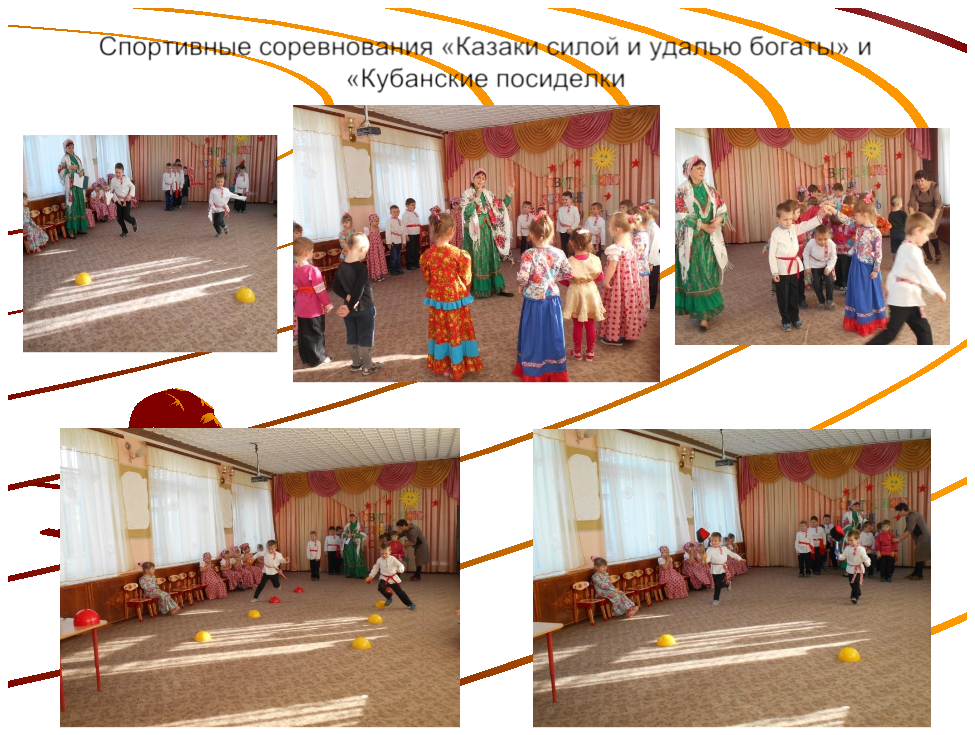 Спортивные соревнования «Казаки силой и удалью богаты» и
«Кубанские посиделки